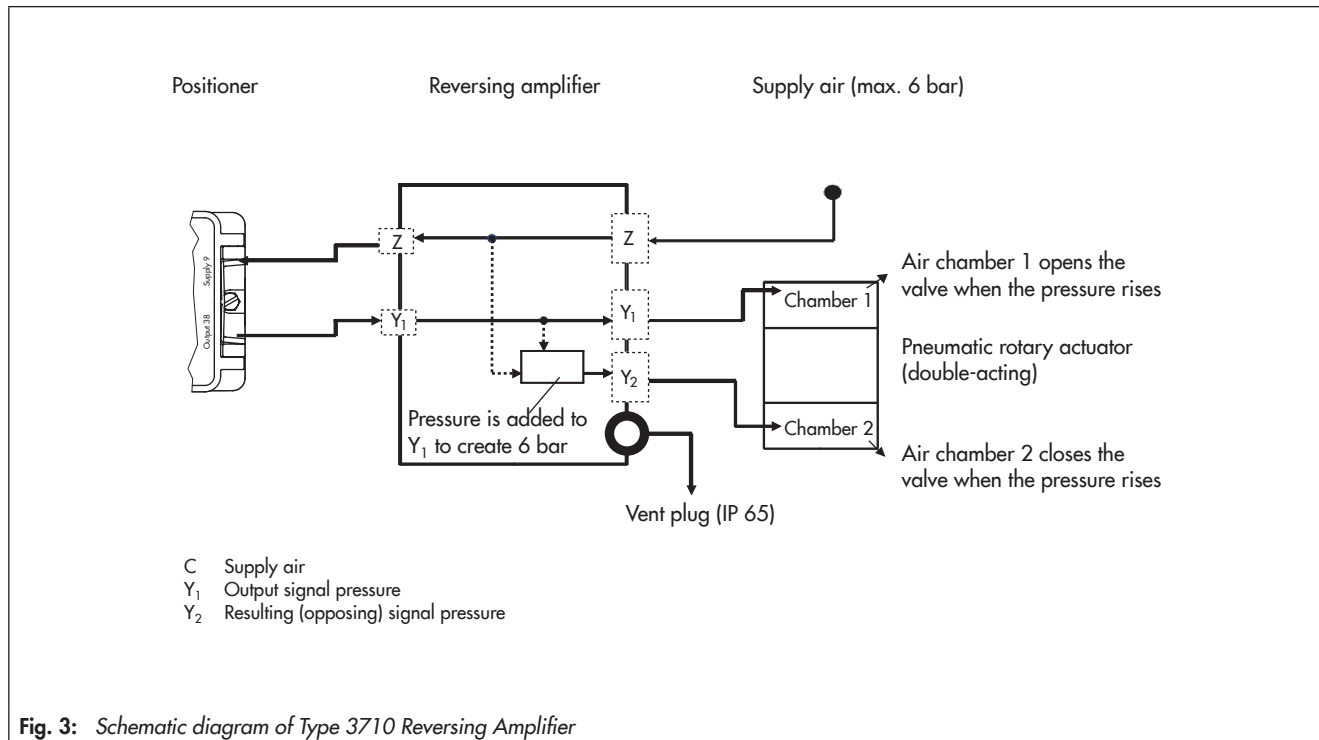 Positioner
Reversing amplifier
Supply air (max. 6 bar)
Supply 9
Output 38
Z
Z
Y1
Y1
Y2
Pressure is added to
Y1 to create 6 bar
Chamber 1
Chamber 2
Air chamber 1 opens the
valve when the pressure rises
Pneumatic rotary actuator
(double-acting)
Air chamber 2 closes the
valve when the pressure rises
Vent plug (IP 65)
C Supply air
Y1 Output signal pressure
Y2 Resulting (opposing) signal pressure
Fig. 3: Schematic diagram of Type 3710 Reversing Amplifier